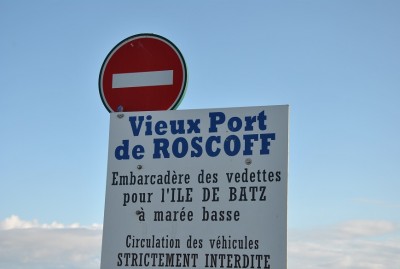 Vieux Port
de ROSCOFF
Embarcadère des vedettes
pour l'ILE DE BATZ
à marée basse
Circulation des véhicules
STRICTEMENT INTERDITE